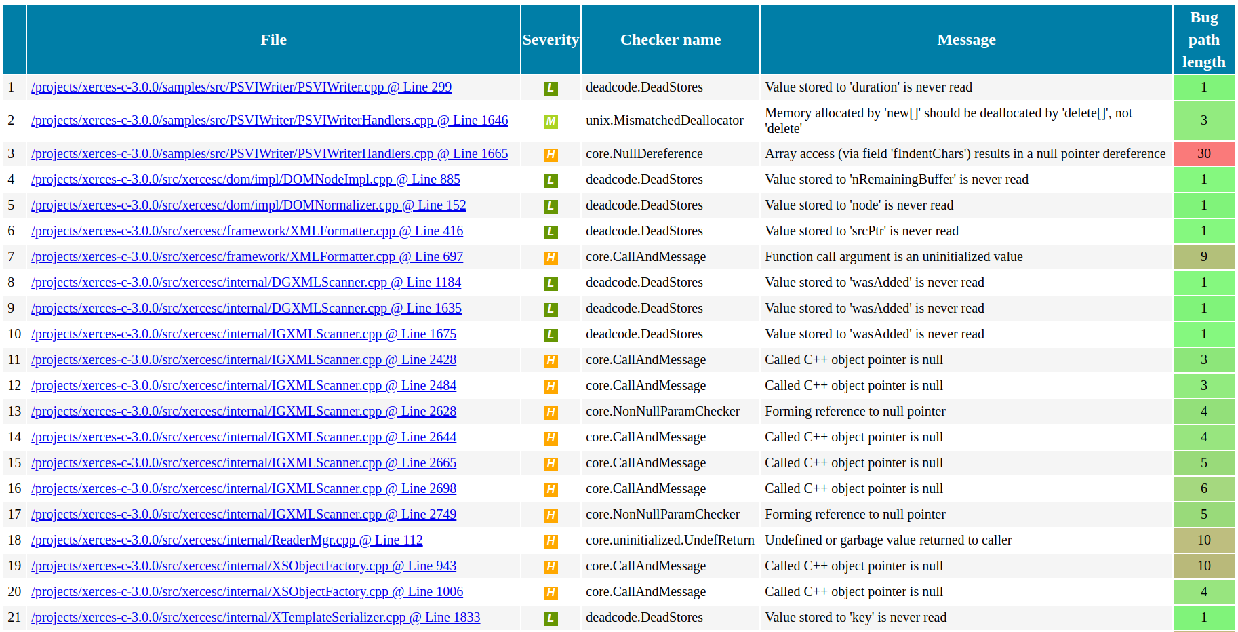 File Severity Checker name Message Bug path length
1 /projects/xerces-c-3.0.0/samples/src/PSVIWriter/PSVIWriter.cpp @ Line 299 L deadcode.DeadStores Value stored to 'duration' is never read 1
2 /projects/xerces-c-3.0.0/samples/src/PSVIWriter/PSVIWriterHandlers.cpp @ Line 1646 M unix.MismatchedDeallocator Memory allocated by 'new[]' should be deallocated by 'delete[]', not 'delete' 3
3 /projects/xerces-c-3.0.0/samples/src/PSVIWriter/PSVIWriterHandlers.cpp @ Line 1665 H core.NullDereference Array access (via field 'fIndentChars') results in a null pointer dereference 30
4 /projects/xerces-c-3.0.0/src/xercesc/dom/impl/DOMNodeImpl.cpp @ Line 885 L deadcode.DeadStores Value stored to 'nRemainingBuffer' is never read 1
5 /projects/xerces-c-3.0.0/src/xercesc/dom/impl/DOMNormalizer.cpp @ Line 152 L deadcode.DeadStores Value stored to 'node' is never read 1
6 /projects/xerces-c-3.0.0/src/xercesc/framework/XMLFormatter.cpp @ Line 416 L deadcode.DeadStores Value stored to 'srcPtr' is never read 1
7 /projects/xerces-c-3.0.0/src/xercesc/framework/XMLFormatter.cpp @ Line 697 H core.CallAndMessage Function call argument is an uninitialized value 9
8 /projects/xerces-c-3.0.0/src/xercesc/internal/DGXMLScanner.cpp @ Line 1184 L deadcode.DeadStores Value stored to 'wasAdded' is never read 1
9 /projects/xerces-c-3.0.0/src/xercesc/internal/DGXMLScanner.cpp @ Line 1635 L deadcode.DeadStores Value stored to 'wasAdded' is never read 1
10 /projects/xerces-c-3.0.0/src/xercesc/internal/IGXMLScanner.cpp @ Line 1675 L deadcode.DeadStores Value stored to 'wasAdded' is never read 1
11 /projects/xerces-c-3.0.0/src/xercesc/internal/IGXMLScanner.cpp @ Line 2428 H core.CallAndMessage Called C++ object pointer is null 3
12 /projects/xerces-c-3.0.0/src/xercesc/internal/IGXMLScanner.cpp @ Line 2484 H core.CallAndMessage Called C++ object pointer is null 3
13 /projects/xerces-c-3.0.0/src/xercesc/internal/IGXMLScanner.cpp @ Line 2628 H core.NonNullParamChecker Forming reference to null pointer 4
14 /projects/xerces-c-3.0.0/src/xercesc/internal/IGXMLScanner.cpp @ Line 2644 H core.CallAndMessage Called C++ object pointer is null 4
15 /projects/xerces-c-3.0.0/src/xercesc/internal/IGXMLScanner.cpp @ Line 2665 H core.CallAndMessage Called C++ object pointer is null 5
16 /projects/xerces-c-3.0.0/src/xercesc/internal/IGXMLScanner.cpp @ Line 2698 H core.CallAndMessage Called C++ object pointer is null 6
17 /projects/xerces-c-3.0.0/src/xercesc/internal/IGXMLScanner.cpp @ Line 2749 H core.NonNullParamChecker Forming reference to null pointer 5
18 /projects/xerces-c-3.0.0/src/xercesc/internal/ReaderMgr.cpp @ Line 112 H core.uninitialized.UndefReturn Undefined or garbage value returned to caller 10
19 /projects/xerces-c-3.0.0/src/xercesc/internal/XSObjectFactory.cpp @ Line 943 H core.CallAndMessage Called C++ object pointer is null 10
20 /projects/xerces-c-3.0.0/src/xercesc/internal/XSObjectFactory.cpp @ Line 1006 H core.CallAndMessage Called C++ object pointer is null 4
21 /projects/xerces-c-3.0.0/src/xercesc/internal/XTemplateSerializer.cpp @ Line 1833 L deadcode.DeadStores Value stored to 'key' is never read 1